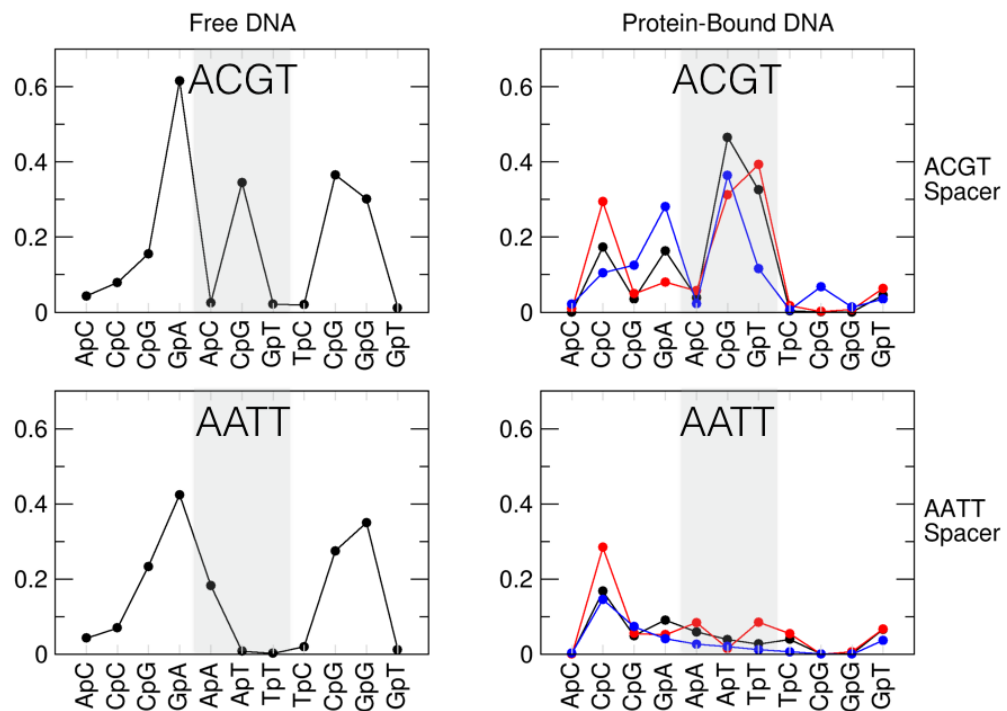 Free DNA
Protein-Bound DNA
ACGT
0.6
0.4
0.2
0
ApC
CpC
CpG
GpA
ApC
CpG
GpT
TpC
CpG
GpG
GpT
ACGT
0.6
0.4
0.2
0
ApC
CpC
CpG
GpA
ApC
CpG
GpT
TpC
CpG
GpG
GpT
ACGT
Spacer
AATT
0.6
0.4
0.2
0
ApC
CpC
CpG
GpA
ApA
ApT
TpT
TpC
CpG
GpG
GpT
AATT
0.6
0.4
0.2
0
ApC
CpC
CpG
GpA
ApA
ApT
TpT
TpC
CpG
GpG
GpT
AATT
Spacer